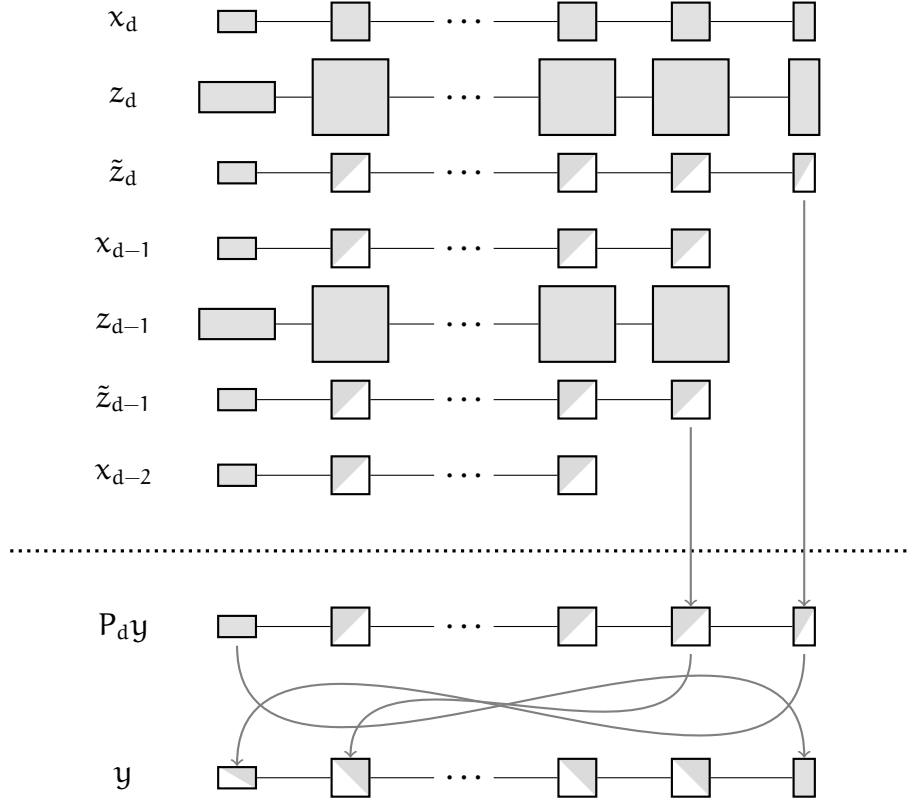 x_d ···
z_d ···
z̃_d ···
x_{d−1} ···
z_{d−1} ···
z̃_{d−1} ···
x_{d−2} ···
P_d y ···
y ···